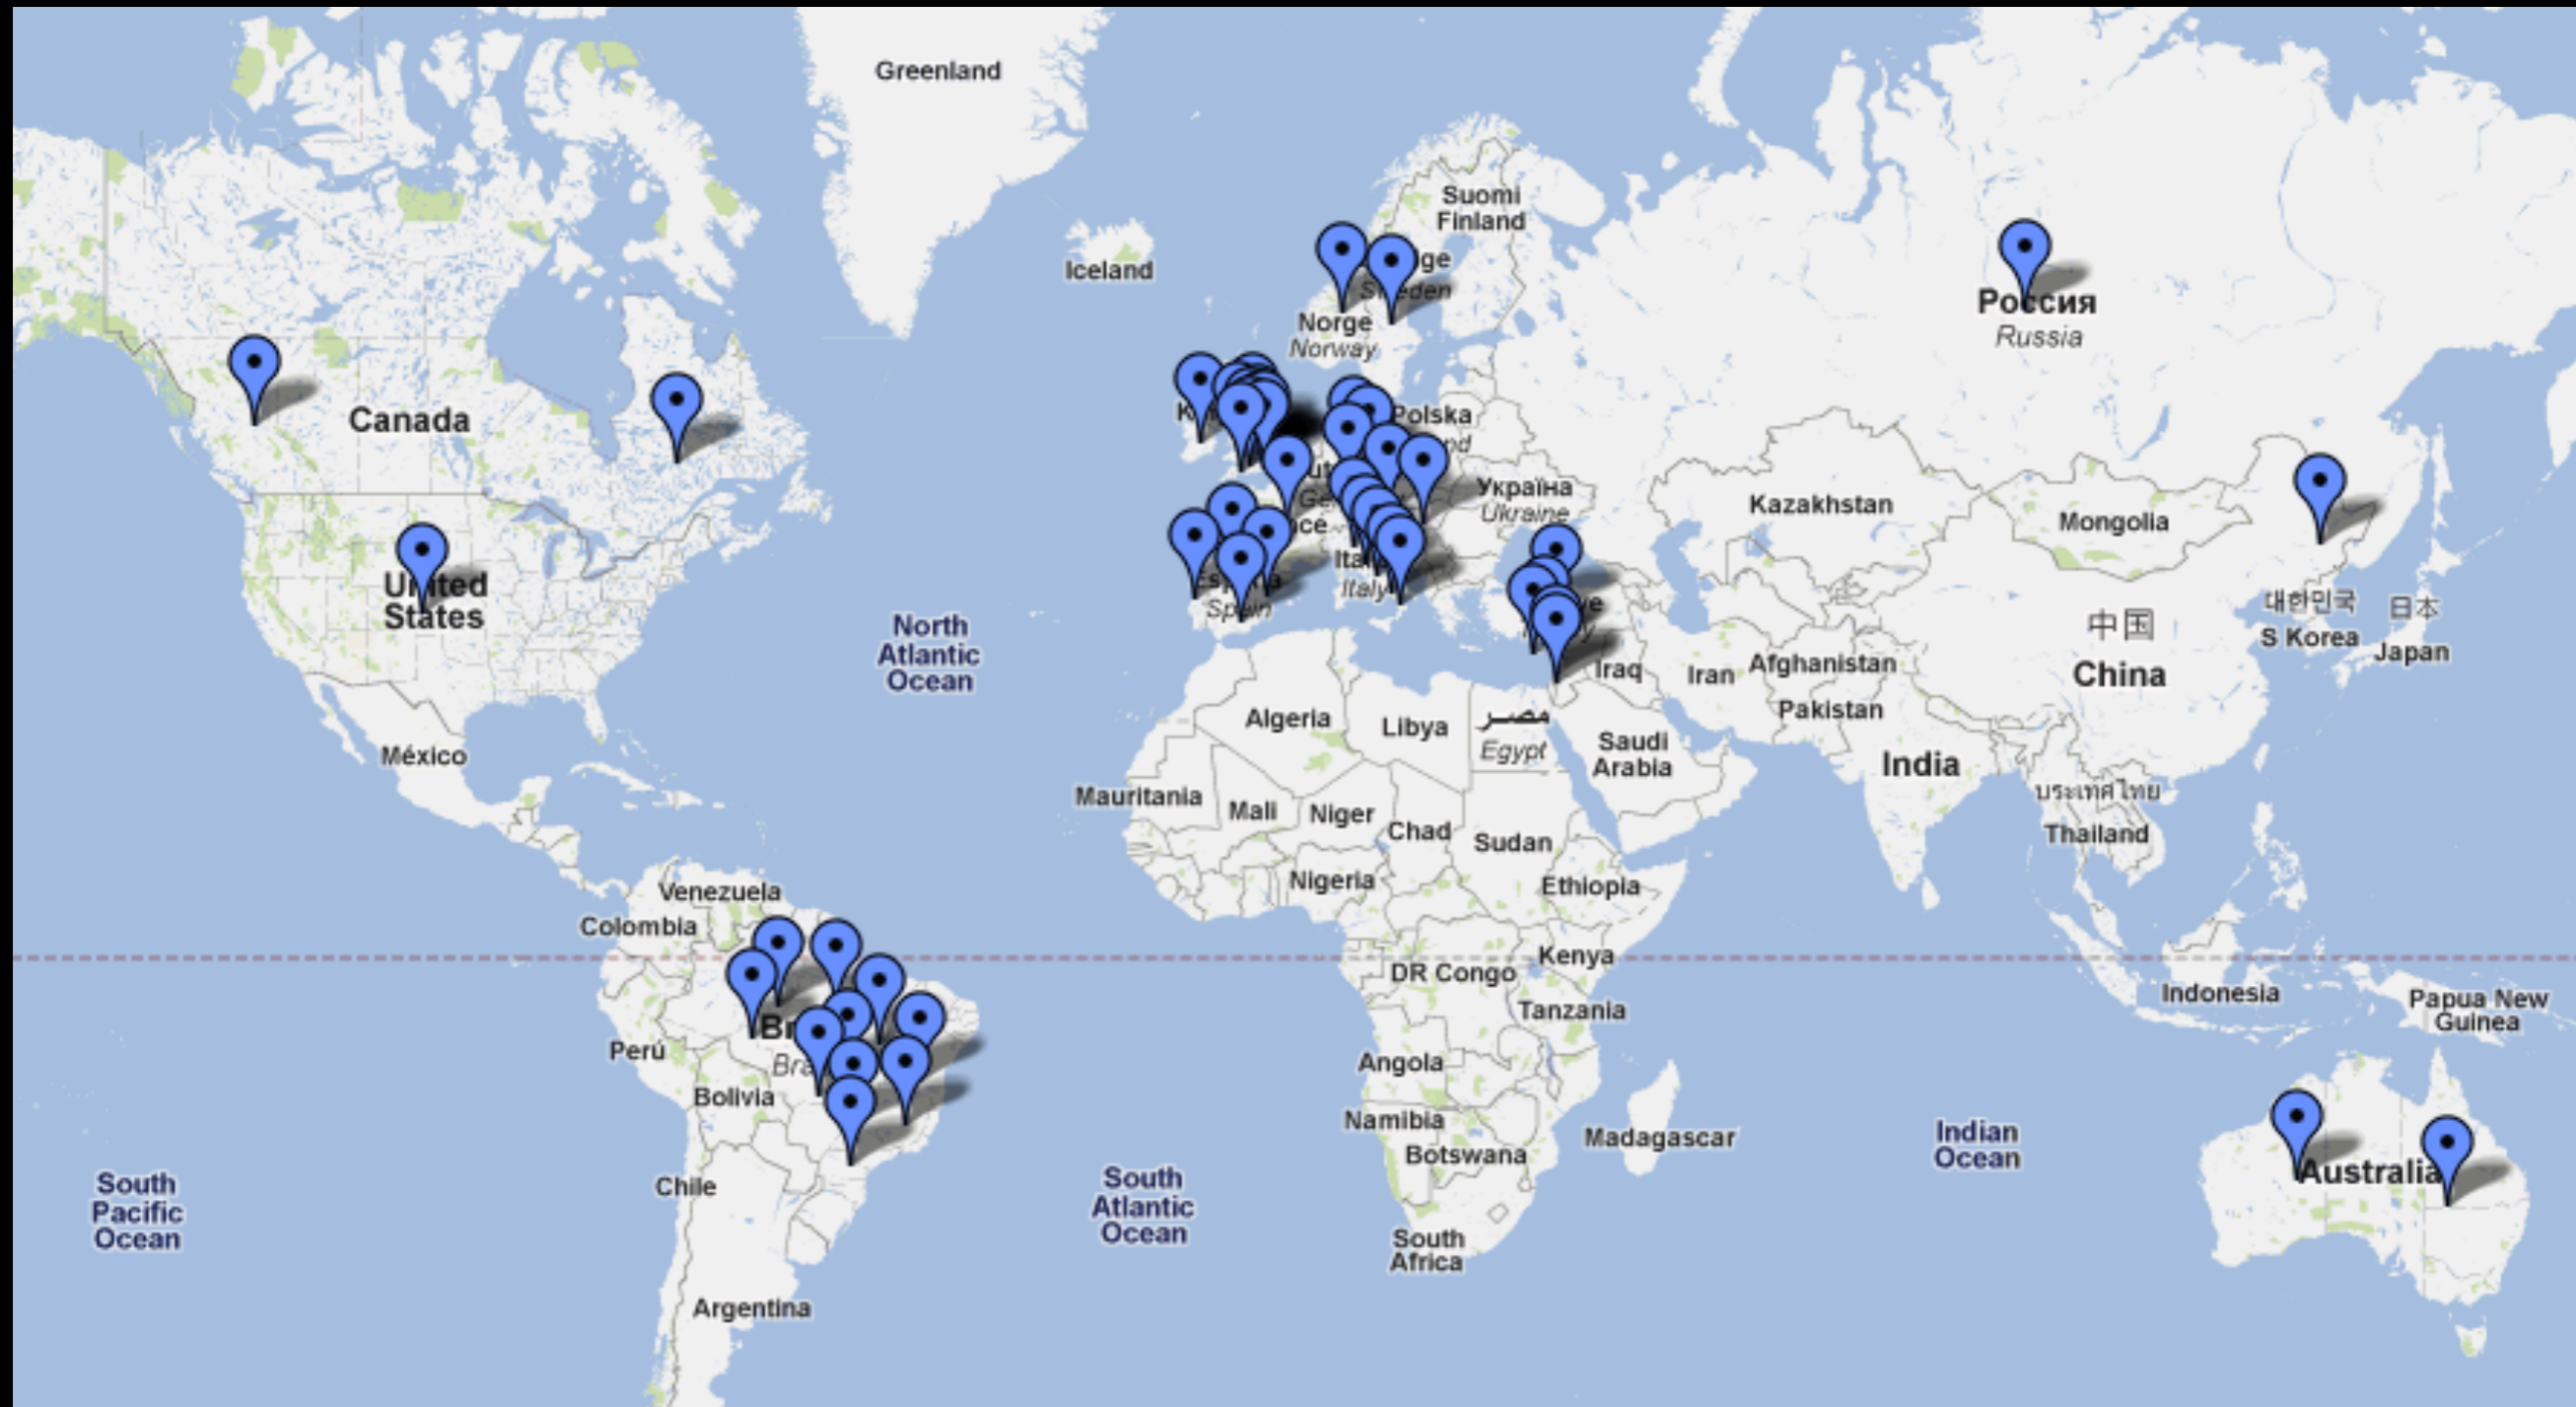 Greenland
Suomi
Finland
Iceland
Россия
Russia
Norge
Norway
Canada
Polska
Україна
Ukraine
Kazakhstan
Mongolia
United
States
Italy
Spain
대한민국
S Korea
日本
Japan
中国
China
North
Atlantic
Ocean
Iraq
Iran
Afghanistan
Pakistan
Algeria
Libya
مصر
Egypt
Saudi
Arabia
India
México
Mauritania
Mali
Niger
Chad
Sudan
ประเทศไทย
Thailand
Nigeria
Ethiopia
Venezuela
Colombia
Kenya
DR Congo
Tanzania
Indonesia
Papua New
Guinea
Perú
Bolivia
Angola
Namibia
Botswana
Madagascar
Indian
Ocean
Australia
South
Pacific
Ocean
Chile
South
Atlantic
Ocean
South
Africa
Argentina